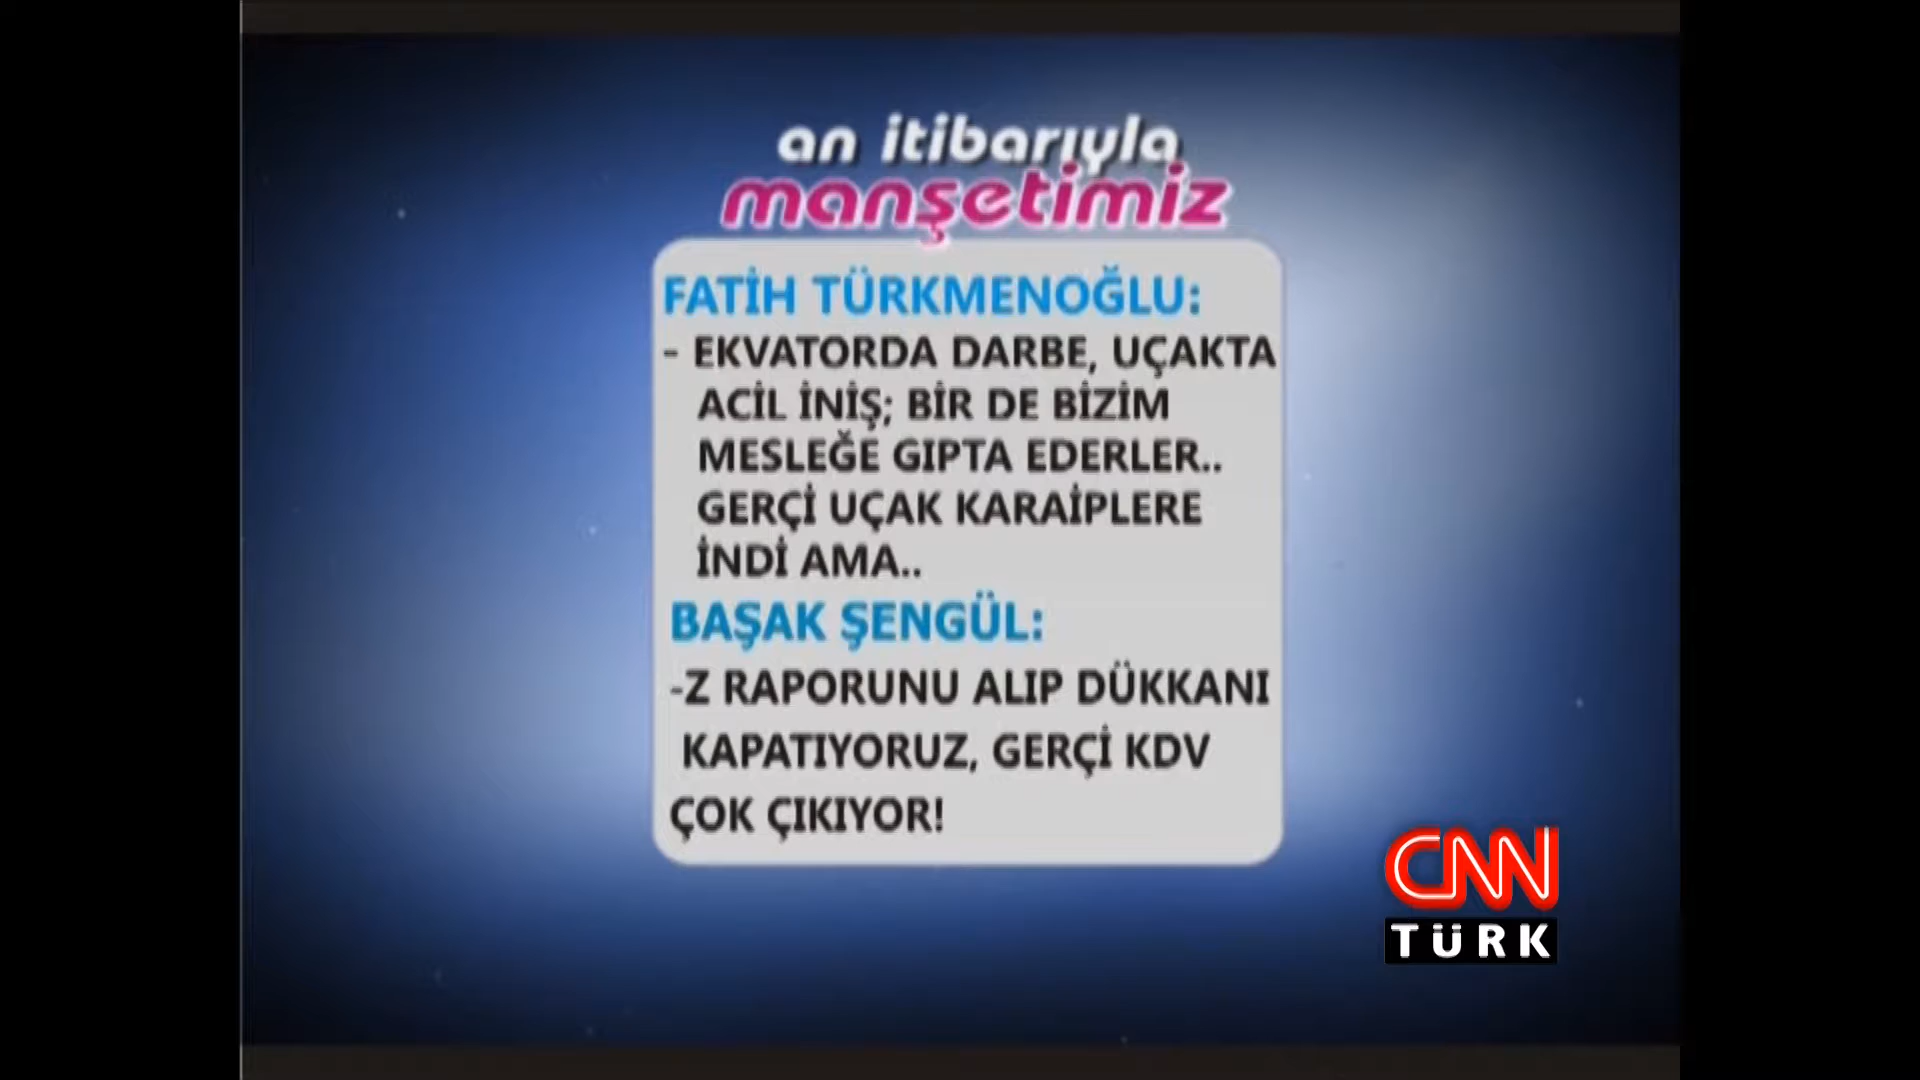 an itibarıyla
manşetimiz
FATİH TÜRKMENOĞLU:
- EKVATORDA DARBE, UÇAKTA
ACİL İNİŞ; BİR DE BİZİM
MESLEĞE GIPTA EDERLER..
GERÇİ UÇAK KARAİPLERE
İNDİ AMA..
BAŞAK ŞENGÜL:
-Z RAPORUNU ALIP DÜKKANI
KAPATIYORUZ, GERÇİ KDV
ÇOK ÇIKIYOR!
CNN
TÜRK